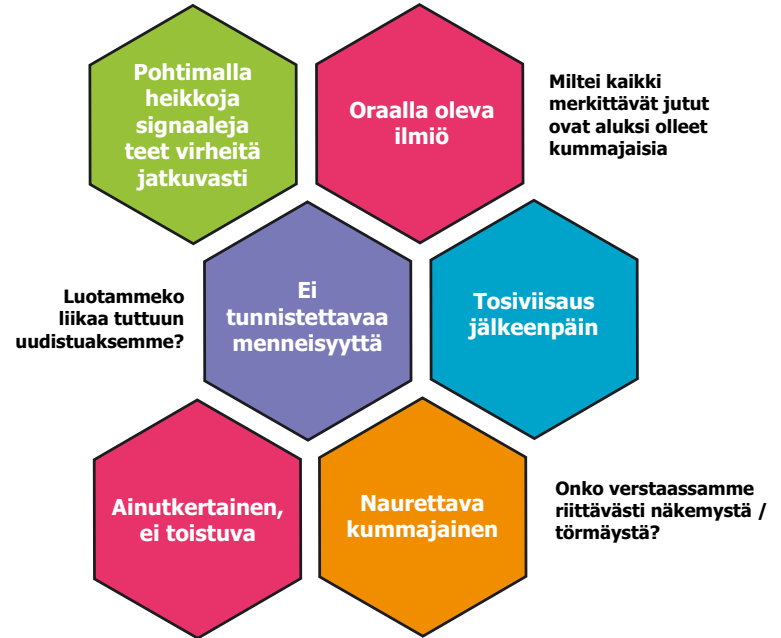 Pohtimalla
heikkoja
signaaleja
teet virheitä
jatkuvasti
Oraalla oleva
ilmiö
Miltei kaikki
merkittävät jutut
ovat aluksi olleet
kummajaisia
Luotammeko
liikaa tuttuun
uudistuaksemme?
Ei
tunnistettavaa
menneisyyttä
Tosiviisaus
jälkeenpäin
Ainutkertainen,
ei toistuva
Naurettava
kummajainen
Onko verstaassamme
riittävästi näkemystä /
törmäystä?